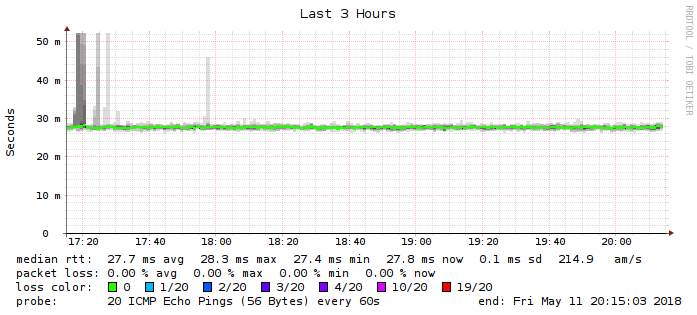 Last 3 Hours
RRDTOOL / TOBI OETIKER
Seconds
50 m
40 m
30 m
20 m
10 m
0
17:20 17:40 18:00 18:20 18:40 19:00 19:20 19:40 20:00
median rtt: 27.7 ms avg 28.3 ms max 27.4 ms min 27.8 ms now 0.1 ms sd 214.9 am/s
packet loss: 0.00 % avg 0.00 % max 0.00 % min 0.00 % now
loss color: 0 1/20 2/20 3/20 4/20 10/20 19/20
probe: 20 ICMP Echo Pings (56 Bytes) every 60s end: Fri May 11 20:15:03 2018